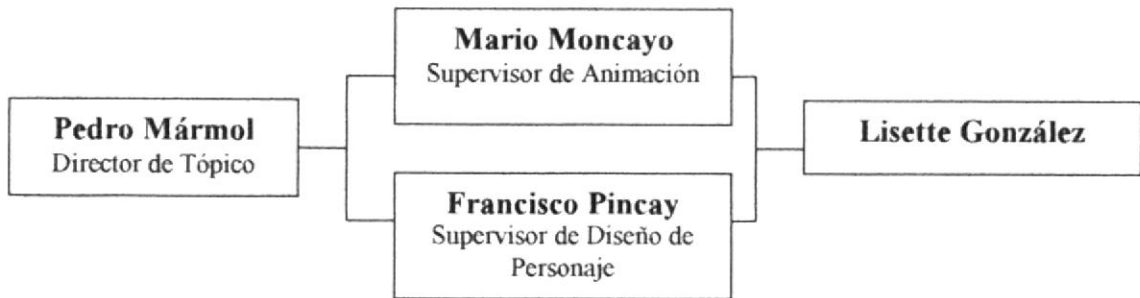 Mario Moncayo
Supervisor de Animación
Pedro Mármol
Director de Tópico
Lisette González
Francisco Pincay
Supervisor de Diseño de
Personaje